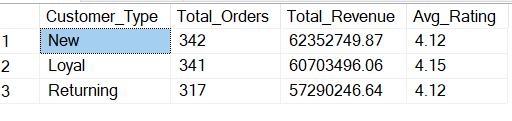 Customer_Type Total_Orders Total_Revenue Avg_Rating
1 New 342 62352749.87 4.12
2 Loyal 341 60703496.06 4.15
3 Returning 317 57290246.64 4.12